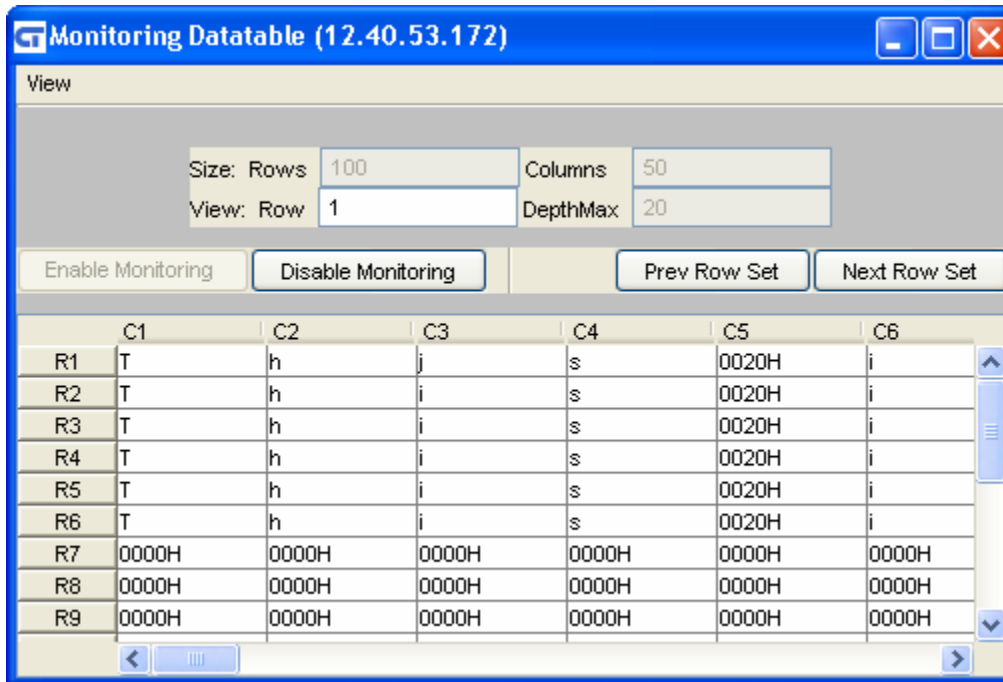 Monitoring Datatable (12.40.53.172)
View
Size: Rows 100 Columns 50
View: Row 1 DepthMax 20
Enable Monitoring Disable Monitoring Prev Row Set Next Row Set
C1 C2 C3 C4 C5 C6
R1 T h j s 0020H i
R2 T h i s 0020H i
R3 T h i s 0020H i
R4 T h i s 0020H i
R5 T h i s 0020H i
R6 T h i s 0020H i
R7 0000H 0000H 0000H 0000H 0000H 0000H
R8 0000H 0000H 0000H 0000H 0000H 0000H
R9 0000H 0000H 0000H 0000H 0000H 0000H